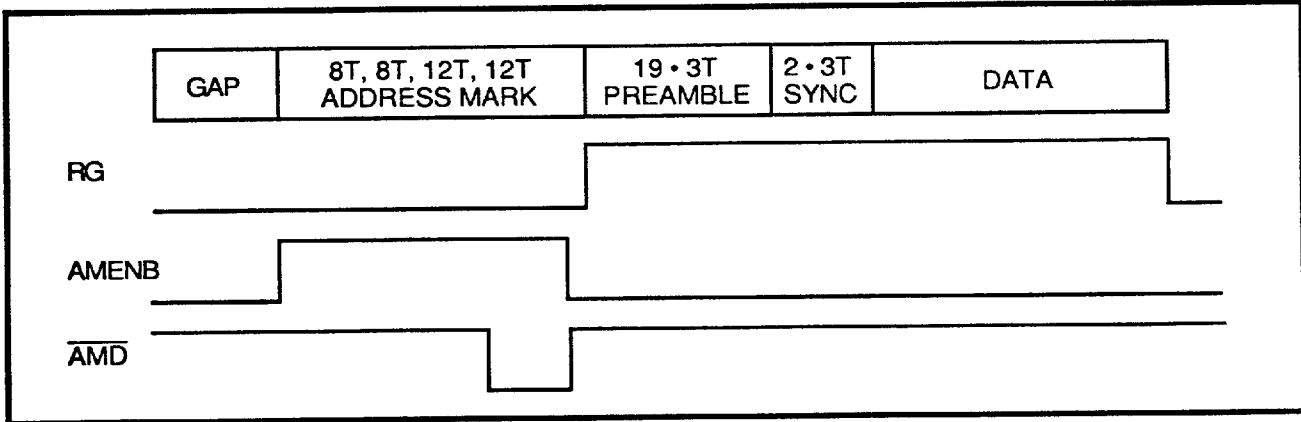 GAP
8T, 8T, 12T, 12T
ADDRESS MARK
19 • 3T
PREAMBLE
2 • 3T
SYNC
DATA
RG
AMENB
AMD